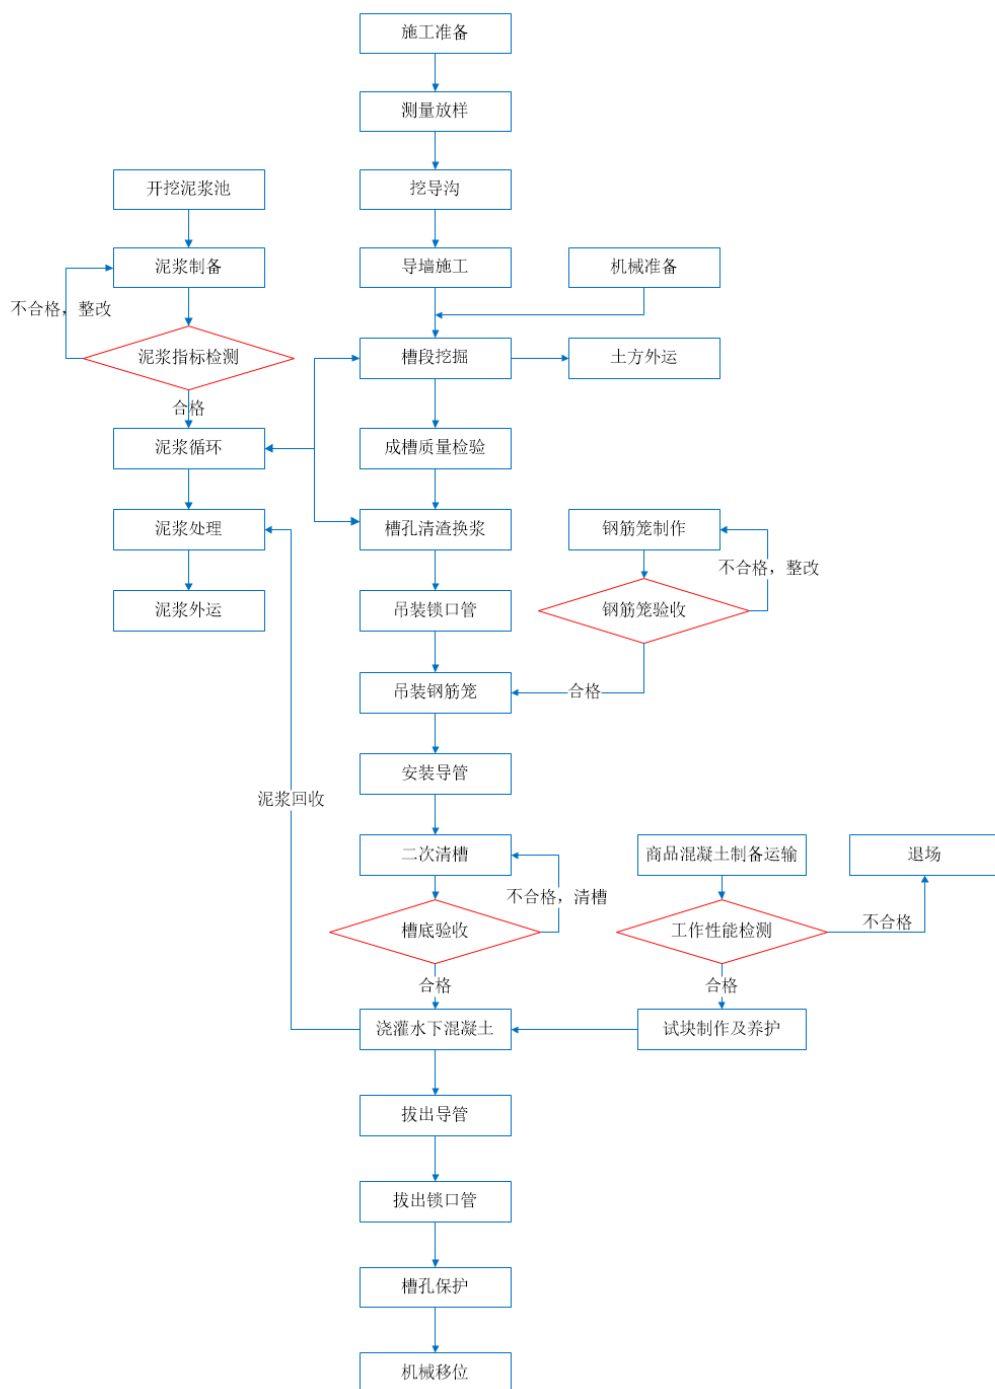 施工准备
测量放样
开挖泥浆池
挖导沟
泥浆制备
导墙施工
机械准备
不合格，整改
泥浆指标检测
槽段挖掘
土方外运
合格
泥浆循环
成槽质量检验
泥浆处理
槽孔清渣换浆
钢筋笼制作
不合格，整改
泥浆外运
吊装锁口管
钢筋笼验收
吊装钢筋笼
合格
安装导管
泥浆回收
二次清槽
商品混凝土制备运输
退场
不合格，清槽
槽底验收
工作性能检测
不合格
合格
合格
浇灌水下混凝土
试块制作及养护
拔出导管
拔出锁口管
槽孔保护
机械移位